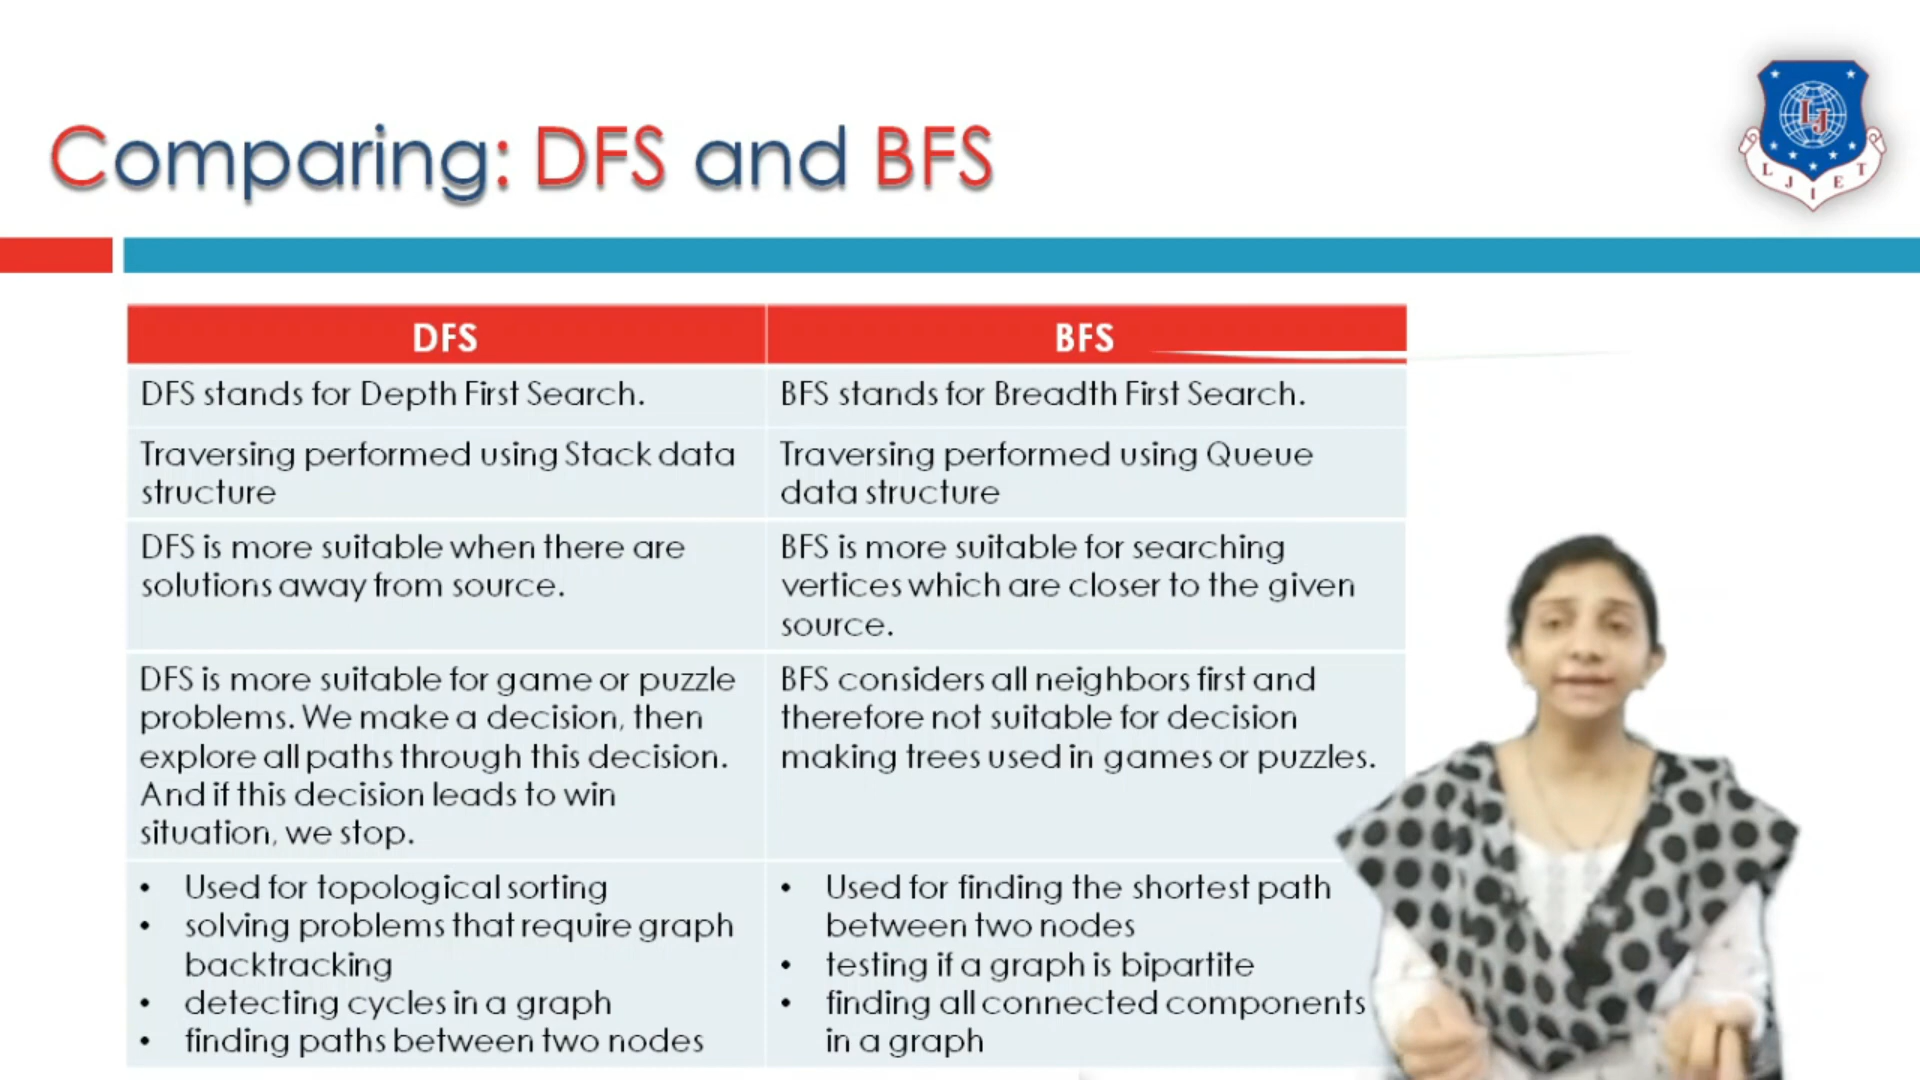 Comparing: DFS and BFS
L J I E T
LJ
DFS
BFS
DFS stands for Depth First Search.
BFS stands for Breadth First Search.
Traversing performed using Stack data
structure
Traversing performed using Queue
data structure
DFS is more suitable when there are
solutions away from source.
BFS is more suitable for searching
vertices which are closer to the given
source.
DFS is more suitable for game or puzzle
problems. We make a decision, then
explore all paths through this decision.
And if this decision leads to win
situation, we stop.
BFS considers all neighbors first and
therefore not suitable for decision
making trees used in games or puzzles.
• Used for topological sorting
• solving problems that require graph
backtracking
• detecting cycles in a graph
• finding paths between two nodes
• Used for finding the shortest path
between two nodes
• testing if a graph is bipartite
• finding all connected components
in a graph